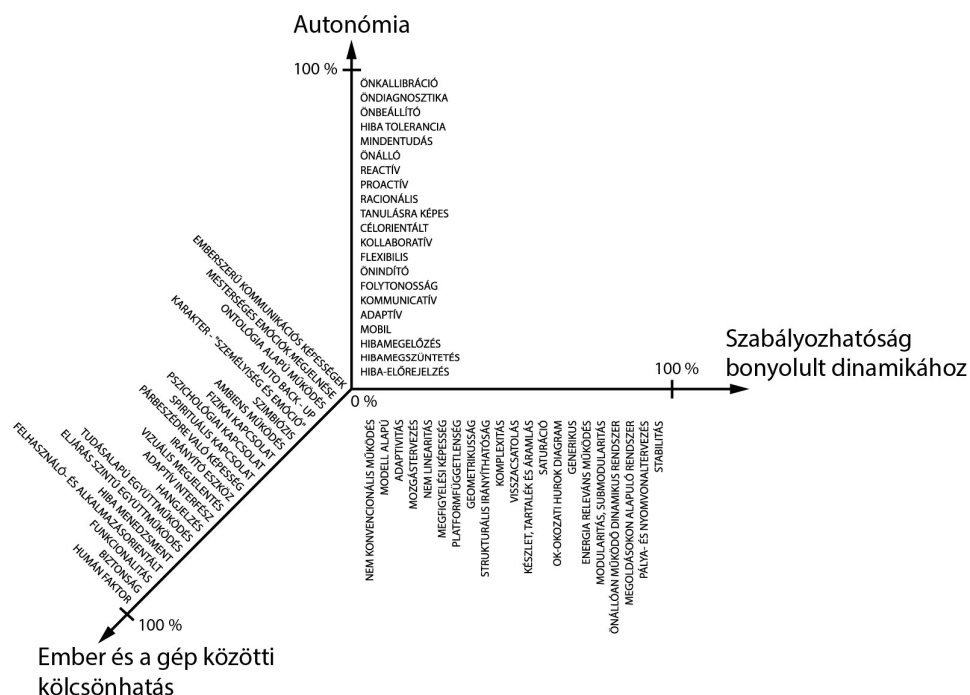 Autonómia
100 %
ÖNKALLIBRÁCIÓ
ÖNDIAGNOSZTIKA
ÖNBEÁLLÍTÓ
HIBA TOLERANCIA
MINDENTUDÁS
ÖNÁLLÓ
REACTÍV
PROACTÍV
RACIONÁLIS
TANULÁSRA KÉPES
CÉLORIENTÁLT
KOLLABORATÍV
FLEXIBILIS
ÖNINDÍTÓ
FOLYTONOSSÁG
KOMMUNICATÍV
ADAPTÍV
MOBIL
HIBAMEGELŐZÉS
HIBAMEGSZÜNTETÉS
HIBA-ELŐREJELZÉS
Szabályozhatóság
bonyolult dinamikához
100 %
0 %
NEM KONVENCIONÁLIS MŰKÖDÉS
MODELL ALAPÚ
ADAPTIVITÁS
MOZGÁSTERVEZÉS
NEM LINEARITÁS
MEGFIGYELÉSI KÉPESSÉG
PLATFORMFÜGGETLENSÉG
GEOMETRIKUSSÁG
STRUKTURÁLIS IRÁNYÍTHATÓSÁG
KOMPLEXITÁS
VISSZACSATOLÁS
KÉSZLET, TARTALÉK ÉS ÁRAMLÁS
SATURÁCIÓ
OK-OKOZATI HUROK DIAGRAM
GENERIKUS
ENERGIA RELEVÁNS MŰKÖDÉS
MODULARITÁS, SUBMODULARITÁS
ÖNÁLLÓAN MŰKÖDŐ DINAMIKUS RENDSZER
MEGOLDÁSOKON ALAPULÓ RENDSZER
PÁLYA- ÉS NYOMVONALTERVEZÉS
STABILITÁS
EMBERSZERŰ KOMMUNIKÁCIÓS KÉPESSÉGEK
MESTERSÉGES EMÓCIÓK MEGJELNÉSE
ONTOLÓGIA ALAPÚ MŰKÖDÉS
KARAKTER - "SZEMÉLYISÉG ÉS EMÓCIÓ"
AUTO BACK - UP
SZIMBIÓZIS
AMBIENS MŰKÖDÉS
FIZIKAI KAPCSOLAT
PSZICHOLÓGIAI KAPCSOLAT
SPIRITUÁLIS KAPCSOLAT
PÁRBESZÉDRE VALÓ KÉPESSÉG
IRÁNYÍTÓ ESZKÖZ
VIZUÁLIS MEGJELENTÉS
ADAPTÍV INTERFÉSZ
HANGJELZÉS
TUDÁSALAPÚ EGYÜTTMŰKÖDÉS
ELJÁRÁS SZINTŰ EGYÜTTMŰKÖDÉS
HIBA MENEDZSMENT
FELHASZNÁLÓ- ÉS ALKALMAZÁSORIENTÁLT
FUNKCIONALITÁS
BIZTONSÁG
HUMÁN FAKTOR
100 %
Ember és a gép közötti
kölcsönhatás